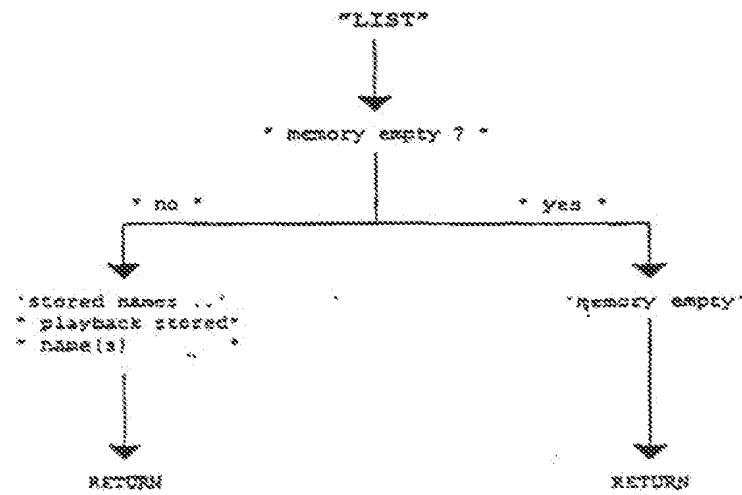 "LIST"
* memory empty ? *
* no *
* yes *
'stored names ..'
* playback stored*
* name(s) *
'memory empty'
RETURN
RETURN